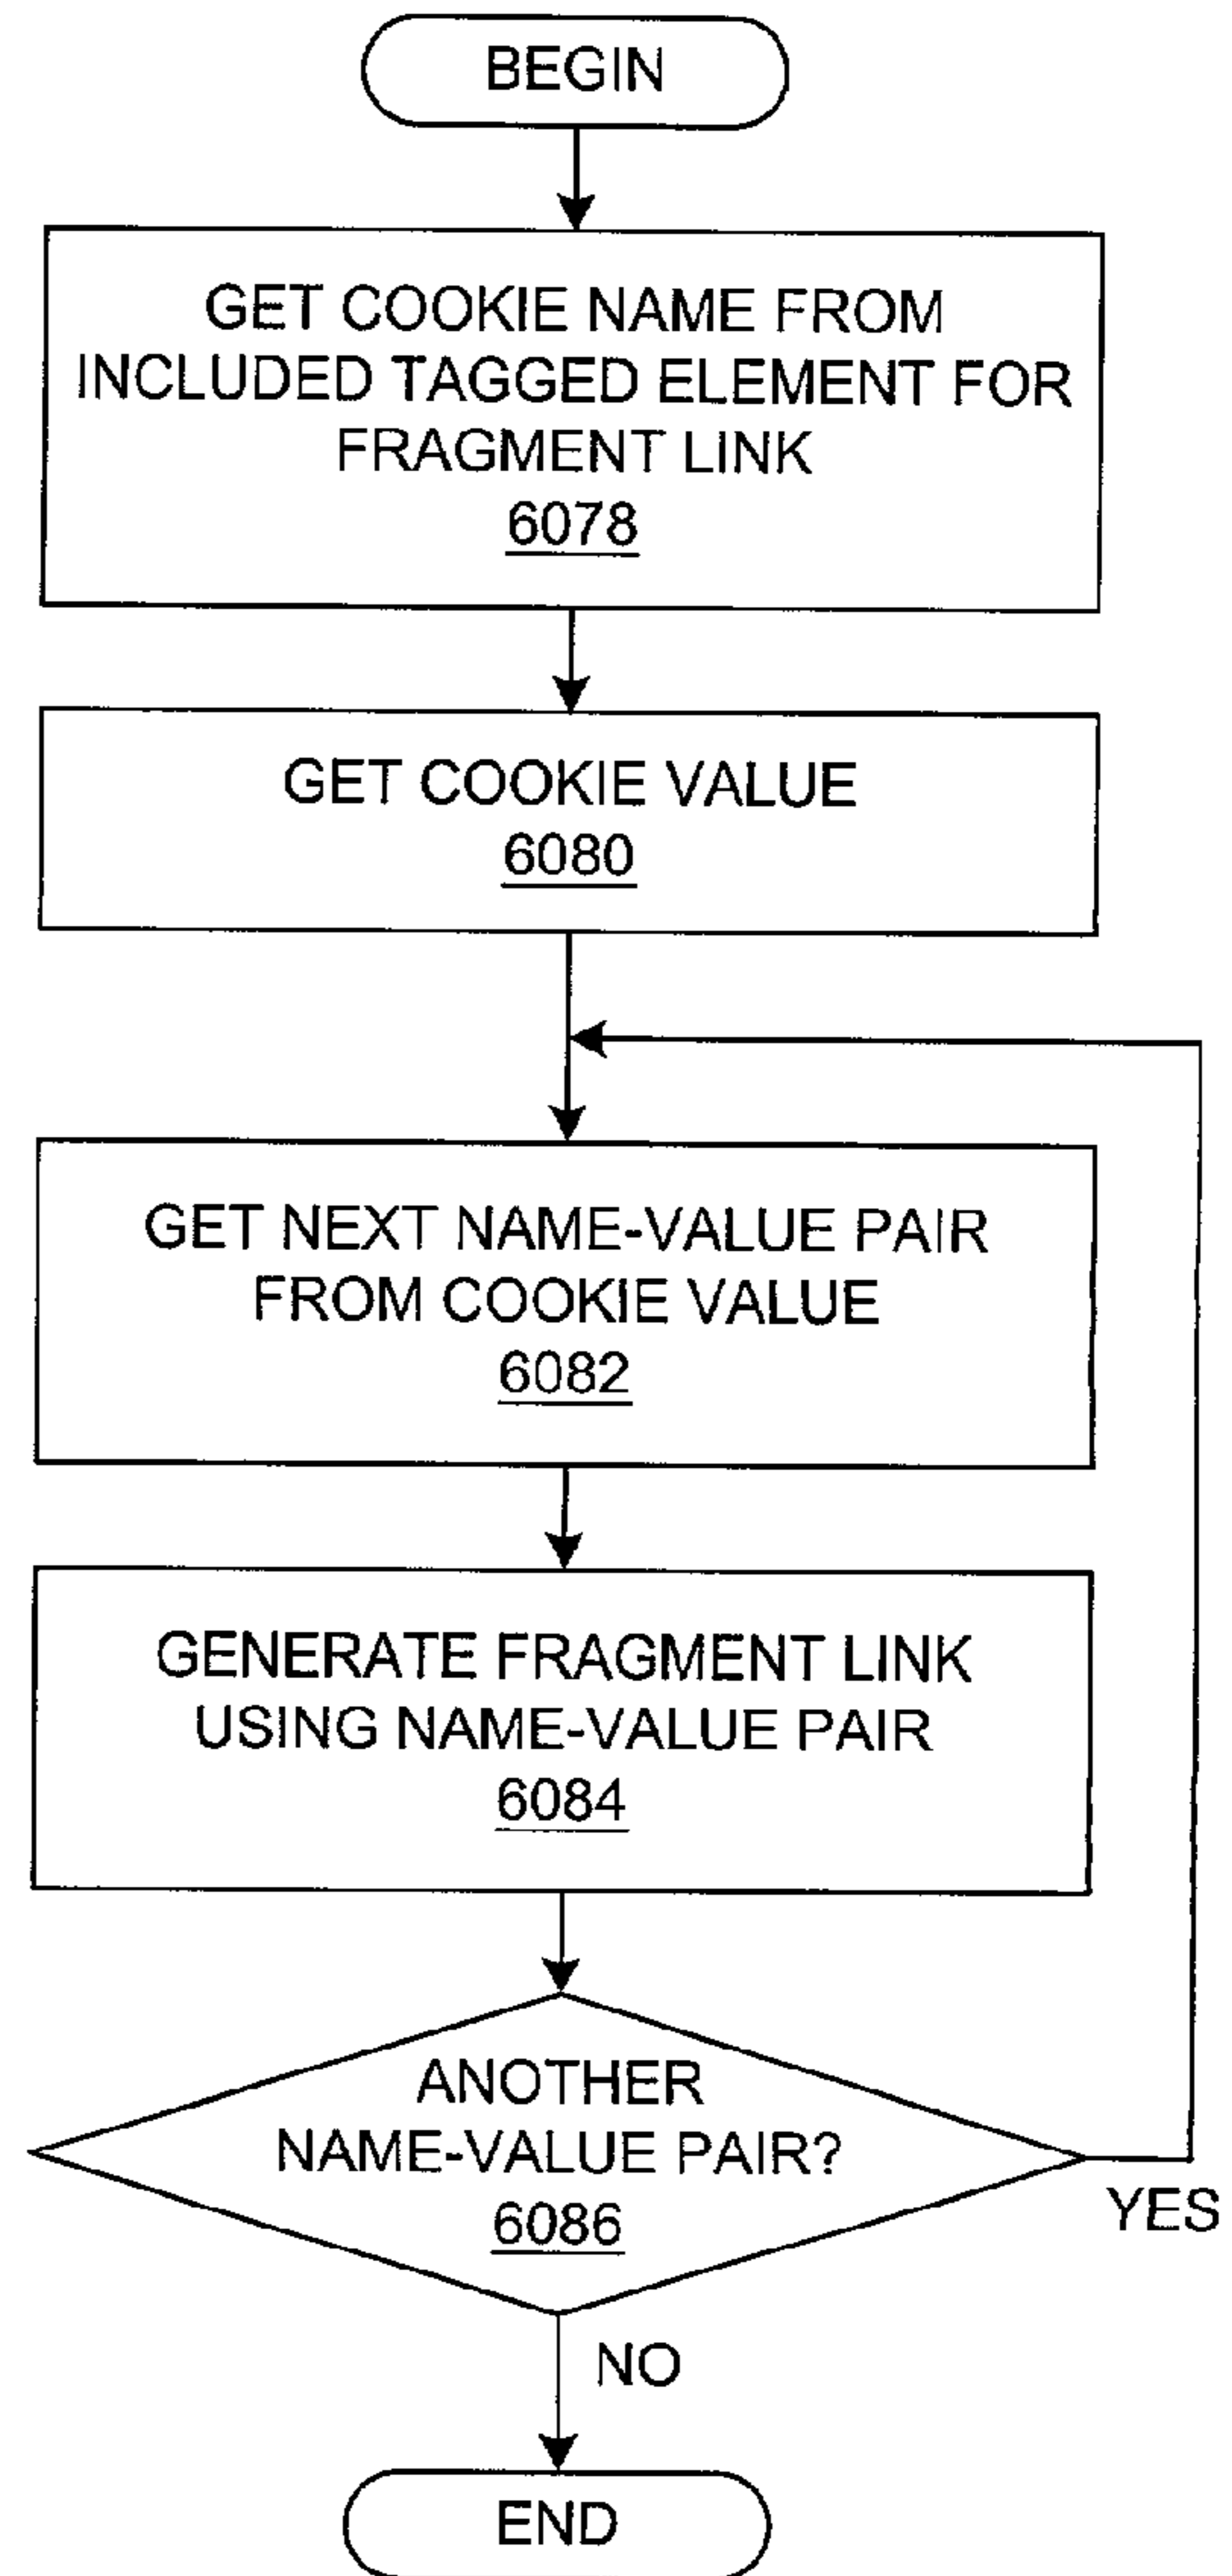 BEGIN
GET COOKIE NAME FROM
INCLUDED TAGGED ELEMENT FOR
FRAGMENT LINK
6078
GET COOKIE VALUE
6080
GET NEXT NAME-VALUE PAIR
FROM COOKIE VALUE
6082
GENERATE FRAGMENT LINK
USING NAME-VALUE PAIR
6084
ANOTHER
NAME-VALUE PAIR?
6086
YES
NO
END